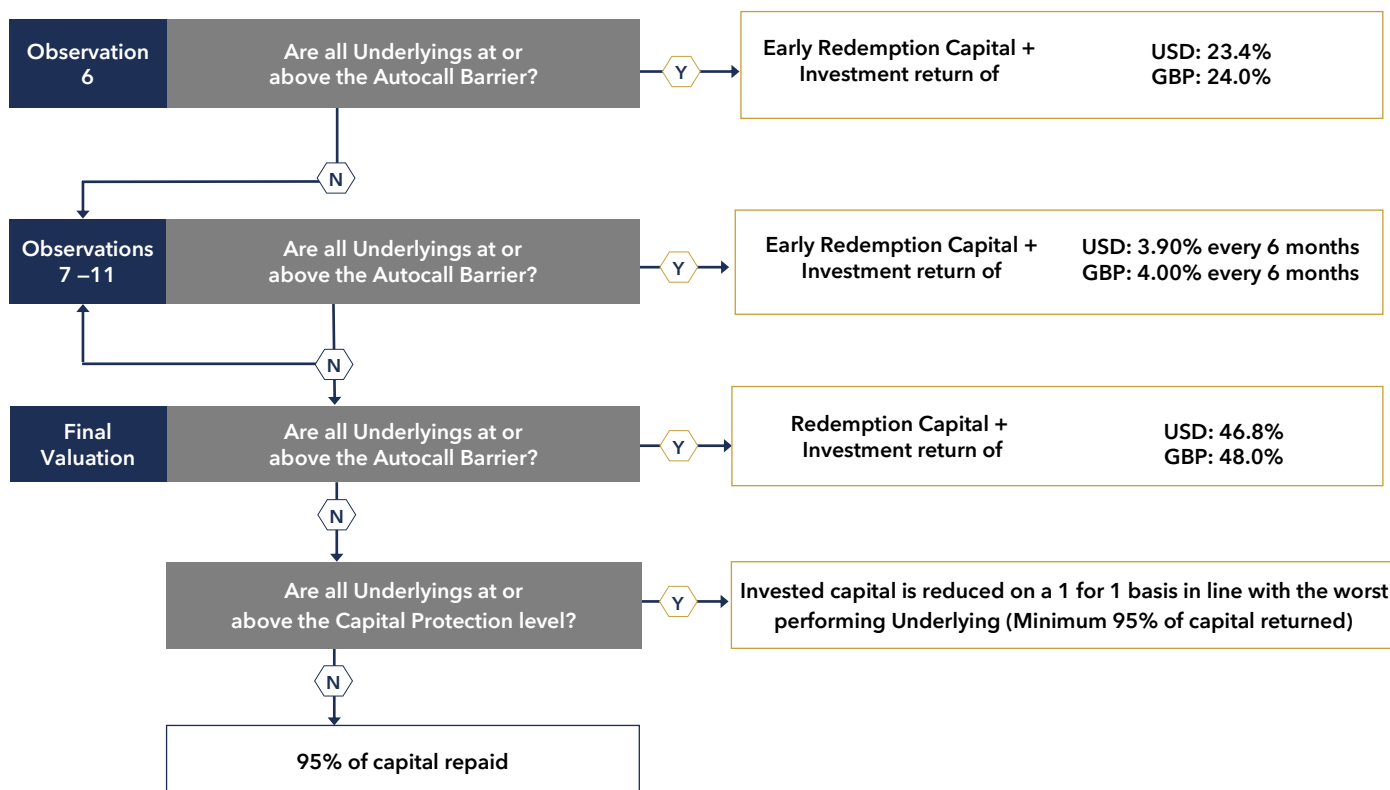 Observation
6
Are all Underlyings at or
above the Autocall Barrier?
Y
Early Redemption Capital +
Investment return of
USD: 23.4%
GBP: 24.0%
N
Observations
7 –11
Are all Underlyings at or
above the Autocall Barrier?
Y
Early Redemption Capital +
Investment return of
USD: 3.90% every 6 months
GBP: 4.00% every 6 months
N
Final
Valuation
Are all Underlyings at or
above the Autocall Barrier?
Y
Redemption Capital +
Investment return of
USD: 46.8%
GBP: 48.0%
N
Are all Underlyings at or
above the Capital Protection level?
Y
Invested capital is reduced on a 1 for 1 basis in line with the worst
performing Underlying (Minimum 95% of capital returned)
N
95% of capital repaid